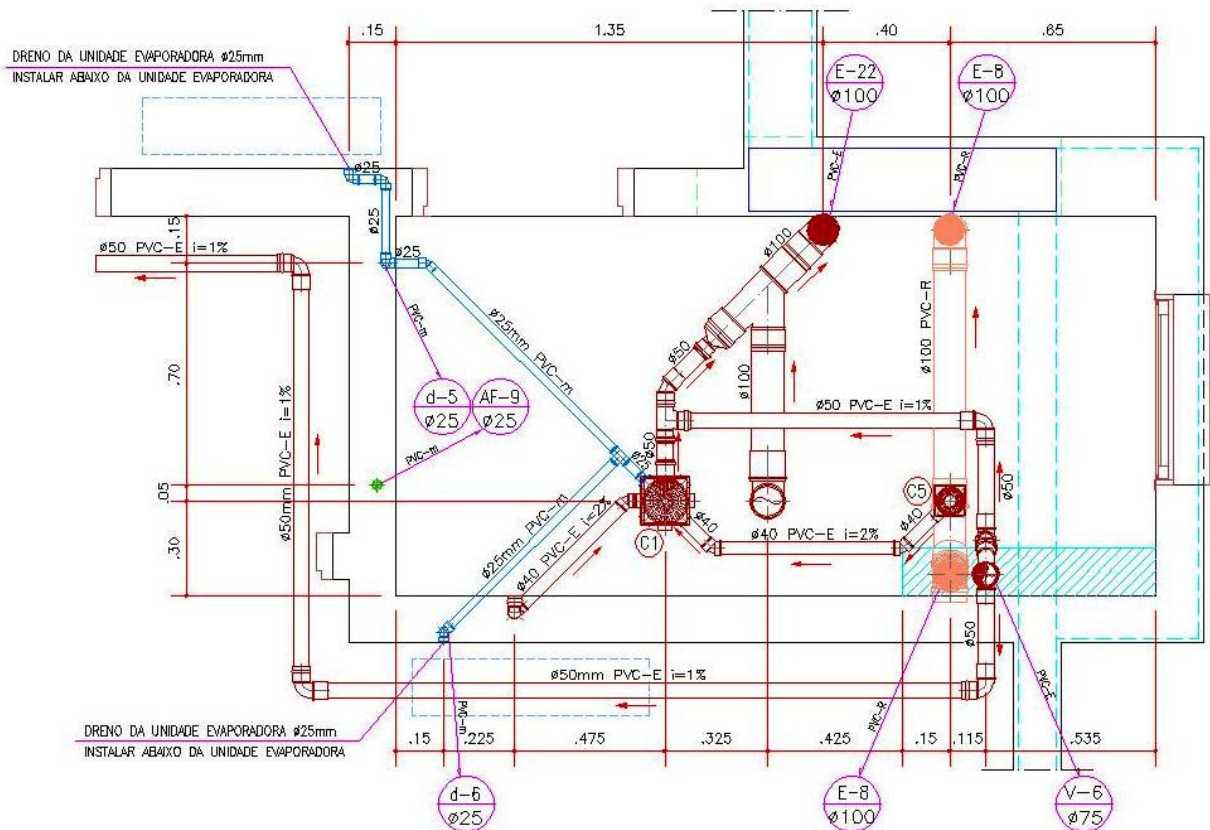 .15
1.35
.40
.65
DRENO DA UNIDADE EVAPORADORA ø25mm
INSTALAR ABAIXO DA UNIDADE EVAPORADORA
E-22
ø100
E-8
ø100
PVC-E
PVC-R
ø25
ø25
ø25
.15
ø50 PVC-E i=1%
ø100
PVC-m
ø25mm PVC-m
ø50
ø100
ø100 PVC-R
.70
d-5
ø25
AF-9
ø25
ø50 PVC-E i=1%
PVC-m
ø50
ø25
ø50mm PVC-E i=1%
.05
ø50
C5
ø25mm PVC-m
ø40 PVC-E i=2%
C1
ø40
ø40 PVC-E i=2%
ø40
.30
ø50
ø50mm PVC-E i=1%
PVC-m
PVC-R
PVC-E
DRENO DA UNIDADE EVAPORADORA ø25mm
INSTALAR ABAIXO DA UNIDADE EVAPORADORA
.15
.225
.475
.325
.425
.15
.115
.535
d-6
ø25
E-8
ø100
V-6
ø75